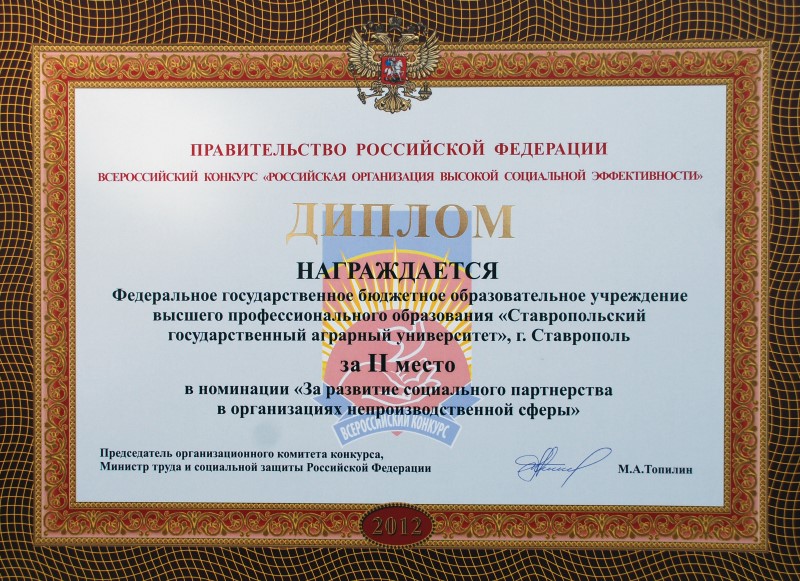 ПРАВИТЕЛЬСТВО РОССИЙСКОЙ ФЕДЕРАЦИИ
ВСЕРОССИЙСКИЙ КОНКУРС «РОССИЙСКАЯ ОРГАНИЗАЦИЯ ВЫСОКОЙ СОЦИАЛЬНОЙ ЭФФЕКТИВНОСТИ»
ДИПЛОМ
НАГРАЖДАЕТСЯ
Федеральное государственное бюджетное образовательное учреждение
высшего профессионального образования «Ставропольский
государственный аграрный университет», г. Ставрополь
за II место
в номинации «За развитие социального партнерства
в организациях непроизводственной сферы»
ВСЕРОССИЙСКИЙ КОНКУРС
Председатель организационного комитета конкурса,
Министр труда и социальной защиты Российской Федерации
М.А.Топилин
2012